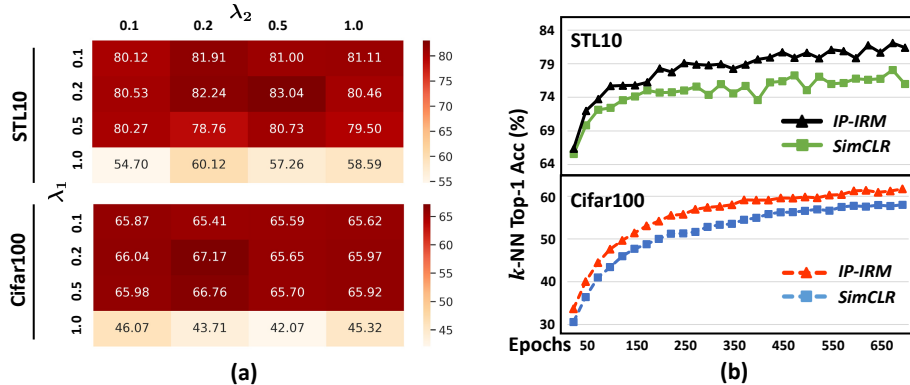 λ₂
0.1 0.2 0.5 1.0
STL10
λ₁
0.1 80.12 81.91 81.00 81.11
0.2 80.53 82.24 83.04 80.46
0.5 80.27 78.76 80.73 79.50
1.0 54.70 60.12 57.26 58.59
80
75
70
65
60
55
Cifar100
0.1 65.87 65.41 65.59 65.62
0.2 66.04 67.17 65.65 65.97
0.5 65.98 66.76 65.70 65.92
1.0 46.07 43.71 42.07 45.32
65
60
55
50
45
(a)
k-NN Top-1 Acc (%)
84
79
74
69
64
STL10
IP-IRM
SimCLR
60
50
40
30
Cifar100
IP-IRM
SimCLR
Epochs 50 150 250 350 450 550 650
(b)